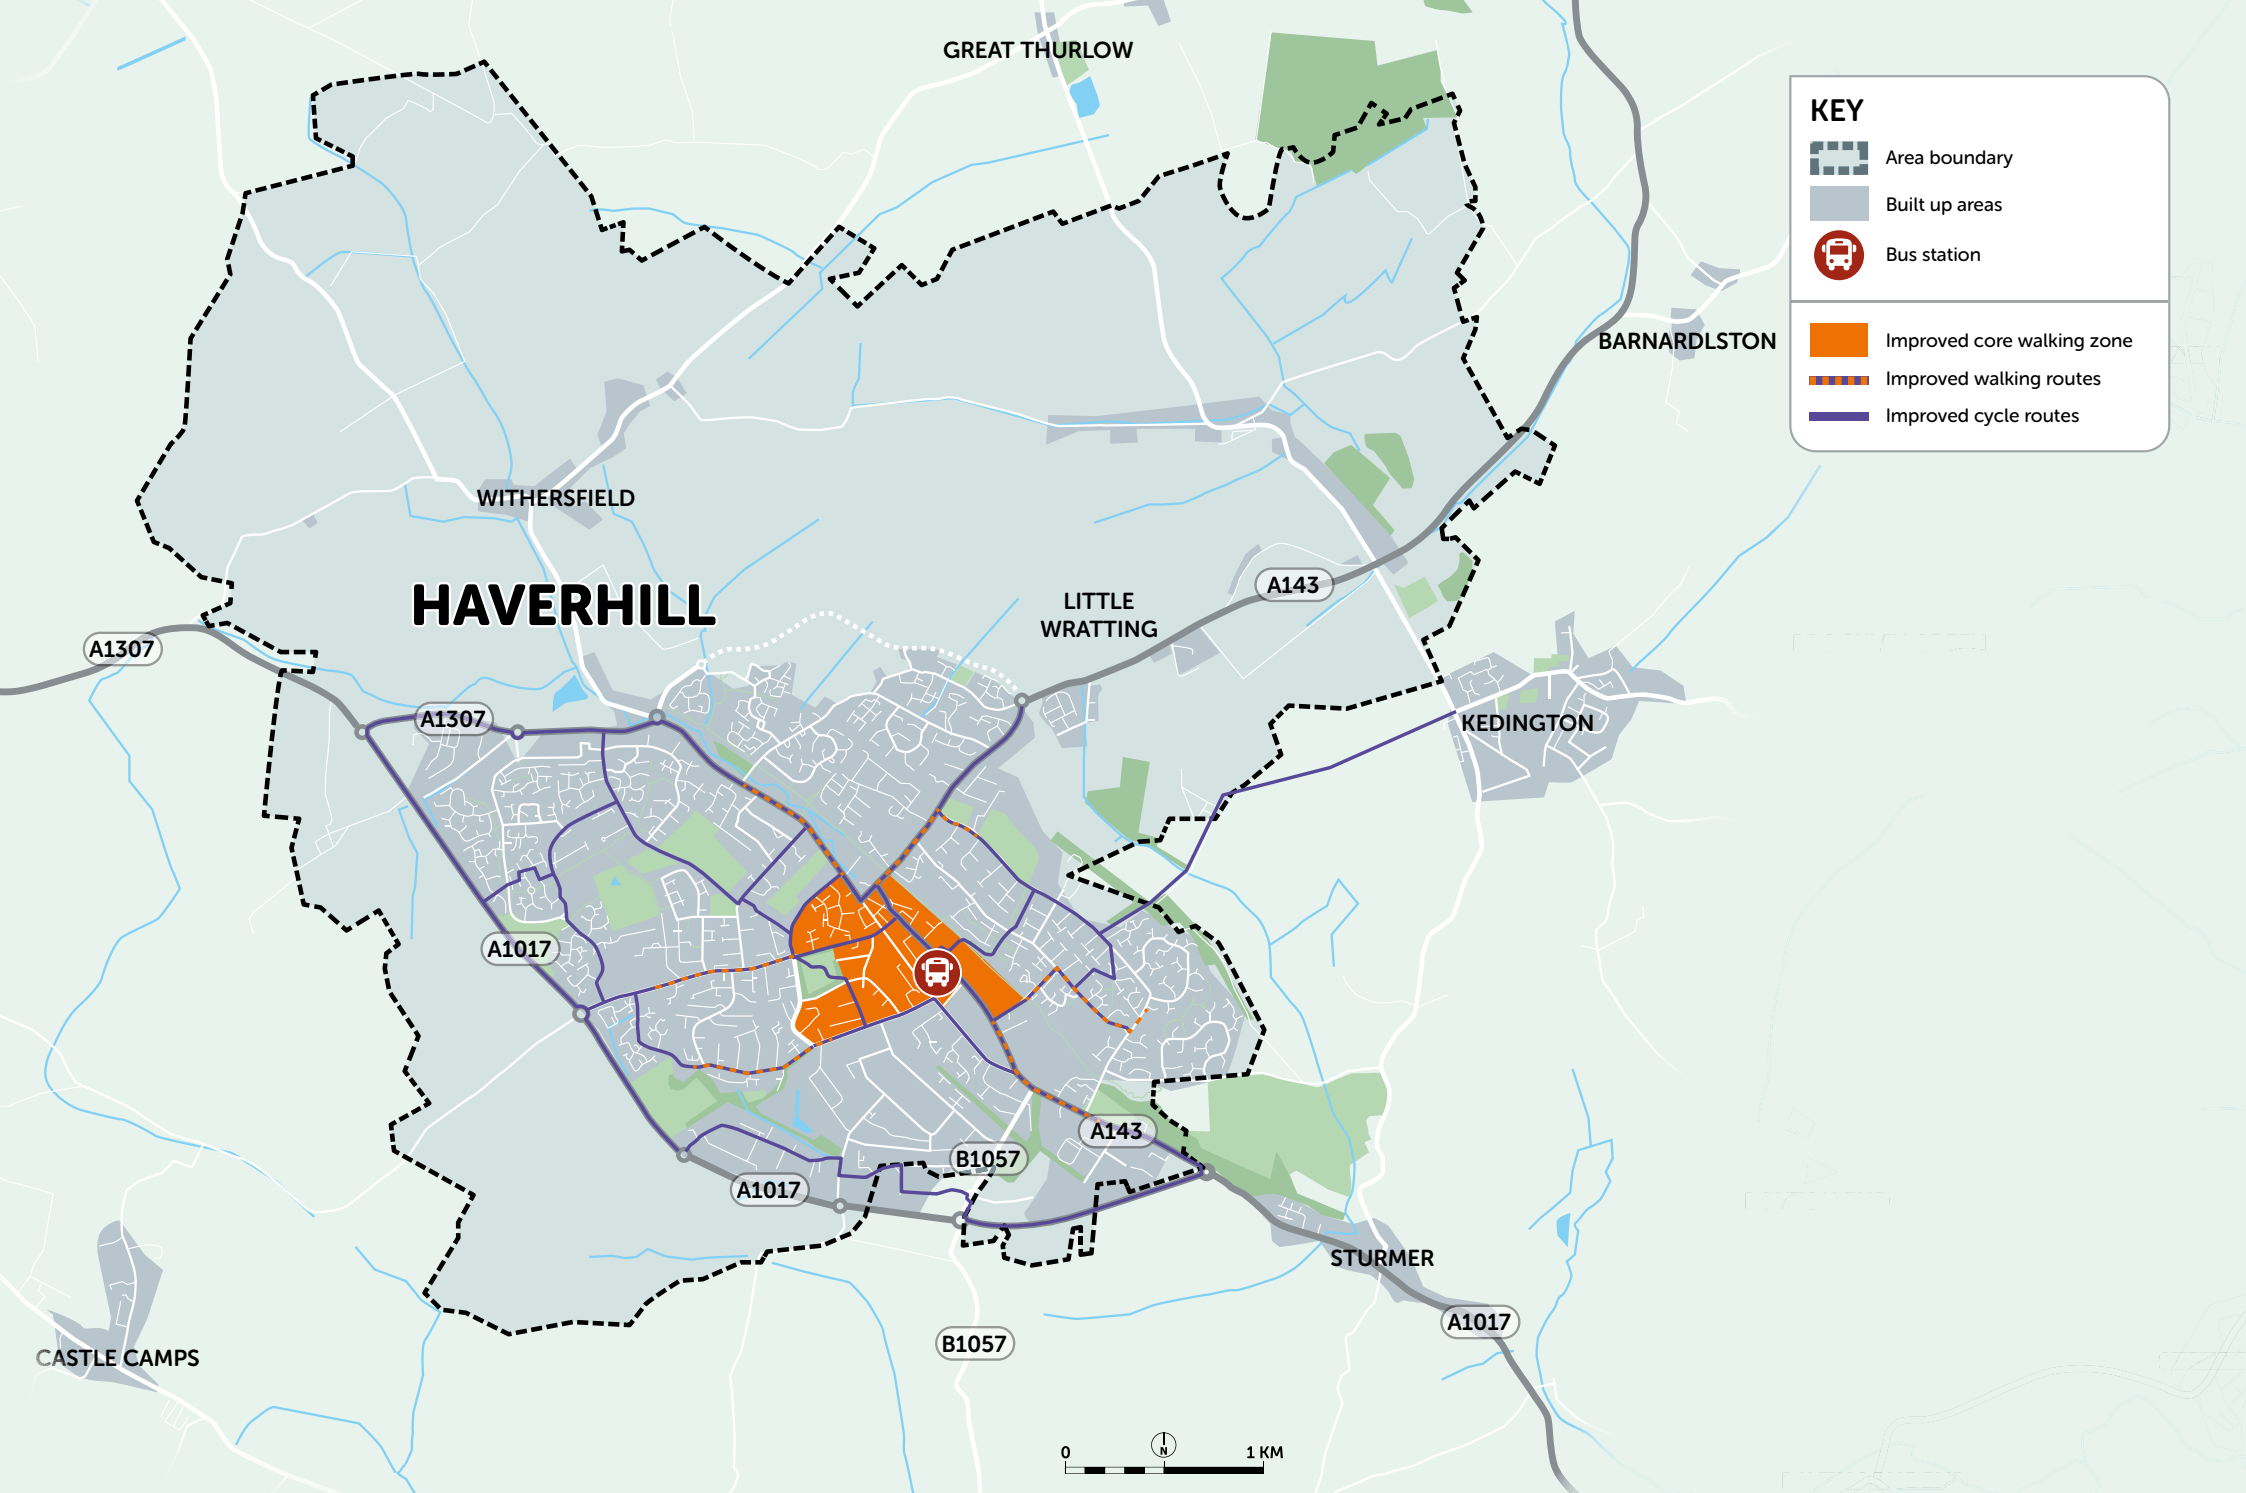 GREAT THURLOW
KEY
Area boundary
Built up areas
Bus station
BARNARDLSTON
Improved core walking zone
Improved walking routes
Improved cycle routes
WITHERSFIELD
HAVERHILL
A143
LITTLE
WRATTING
A1307
A1307
KEDINGTON
A1017
A143
B1057
A1017
STURMER
A1017
B1057
CASTLE CAMPS
0
N
1 KM